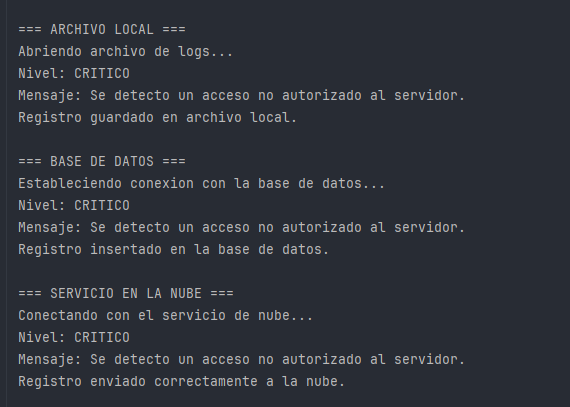 === ARCHIVO LOCAL ===
Abriendo archivo de logs...
Nivel: CRITICO
Mensaje: Se detecto un acceso no autorizado al servidor.
Registro guardado en archivo local.
=== BASE DE DATOS ===
Estableciendo conexion con la base de datos...
Nivel: CRITICO
Mensaje: Se detecto un acceso no autorizado al servidor.
Registro insertado en la base de datos.
=== SERVICIO EN LA NUBE ===
Conectando con el servicio de nube...
Nivel: CRITICO
Mensaje: Se detecto un acceso no autorizado al servidor.
Registro enviado correctamente a la nube.